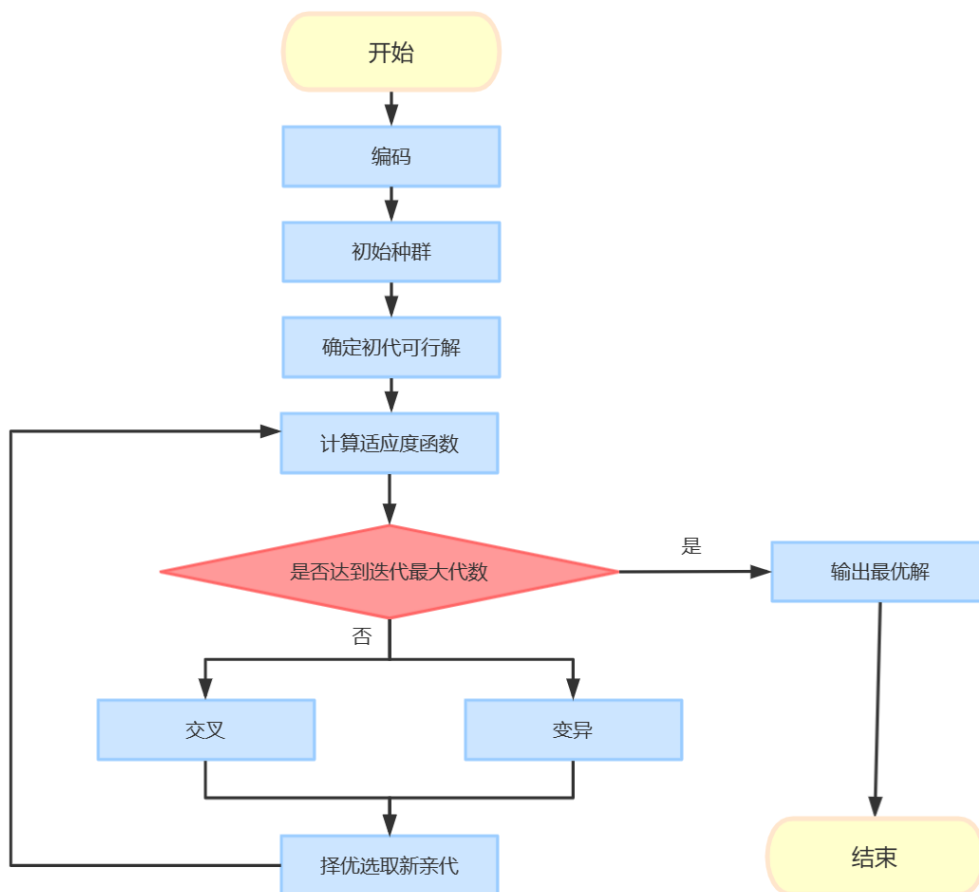 开始
编码
初始种群
确定初代可行解
计算适应度函数
是否达到迭代最大代数
是
输出最优解
否
交叉
变异
择优选取新亲代
结束